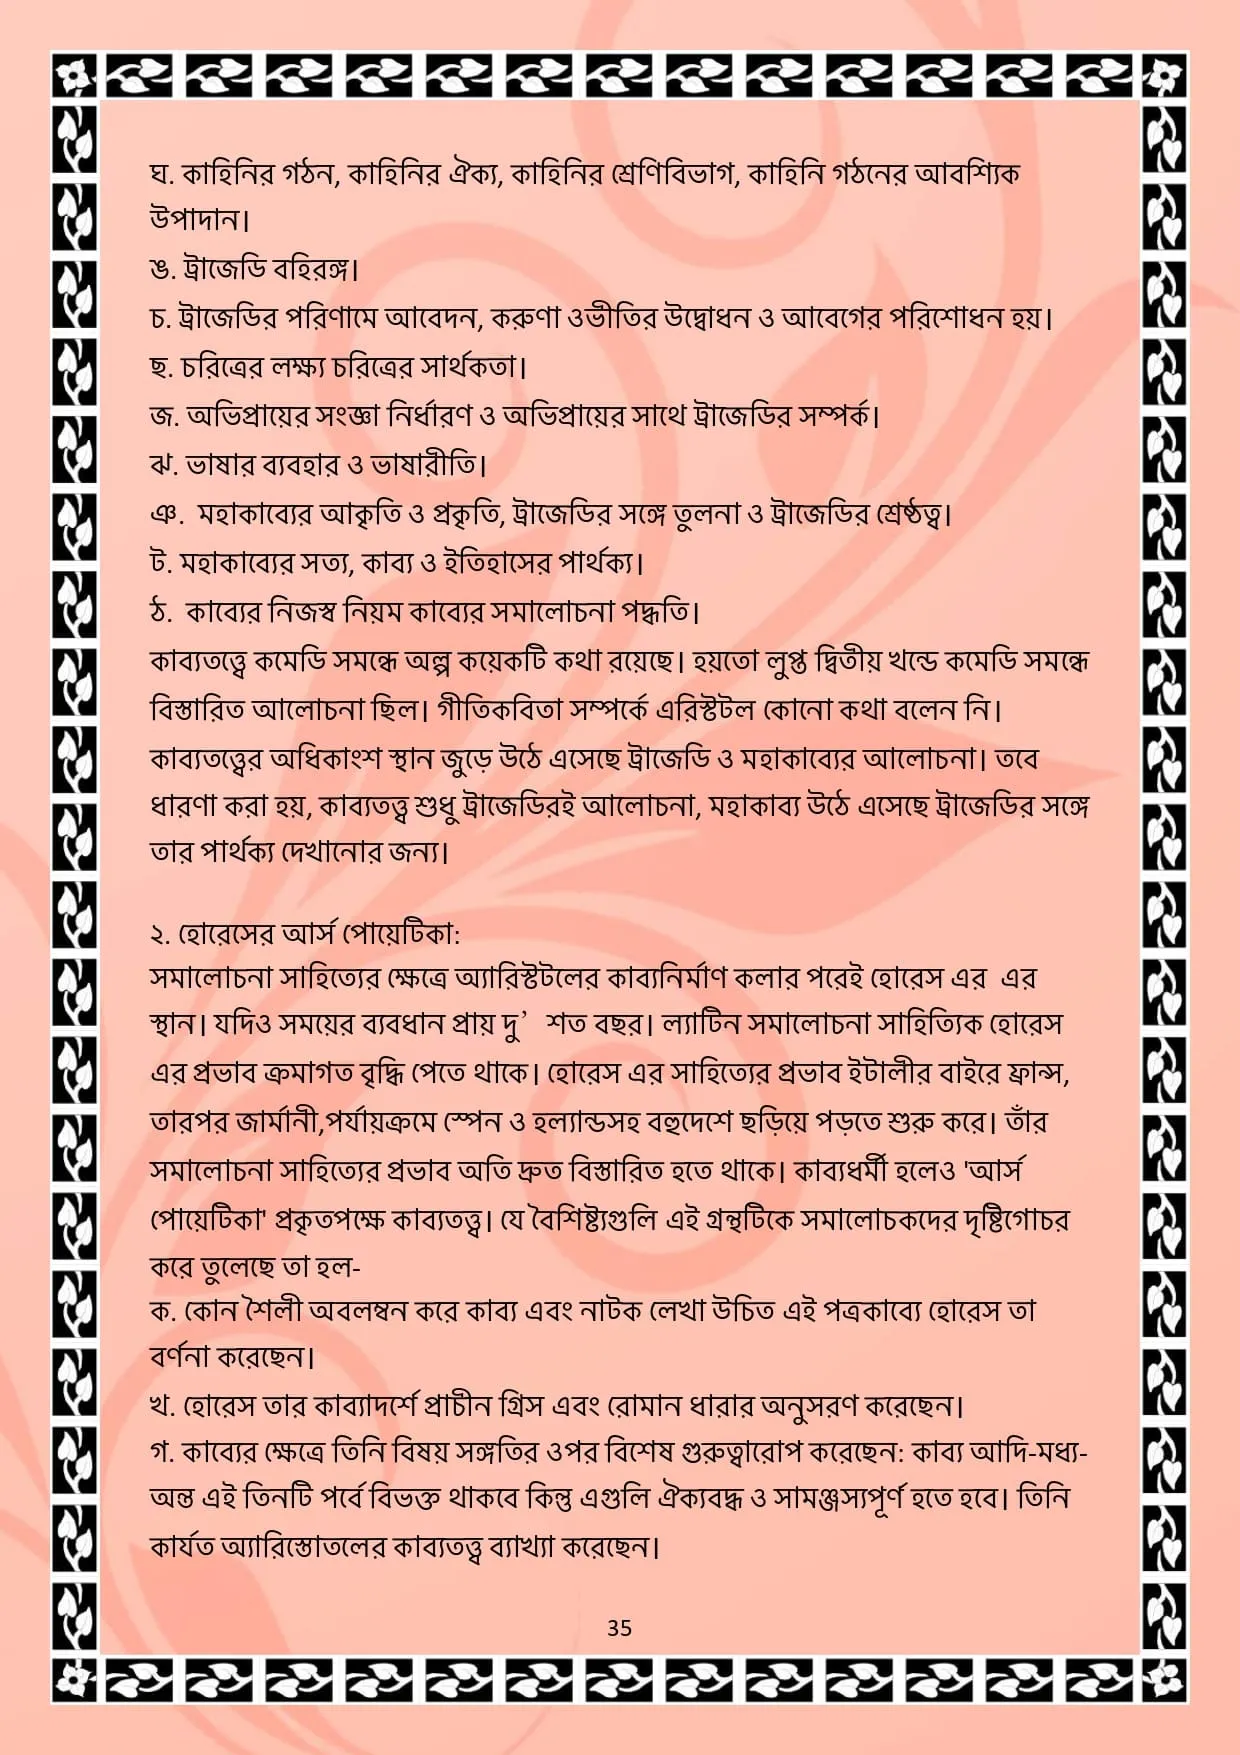 ঘ. কাহিনির গঠন, কাহিনির ঐক্য, কাহিনির শ্রেণিবিভাগ, কাহিনি গঠনের আবশ্যিক
উপাদান।
ঙ. ট্রাজেডি বহিরঙ্গ।
চ. ট্রাজেডির পরিণামে আবেদন, করুণা ওভীতির উদ্বোধন ও আবেগের পরিশোধন হয়।
ছ. চরিত্রের লক্ষ্য চরিত্রের সার্থকতা।
জ. অভিপ্রায়ের সংজ্ঞা নির্ধারণ ও অভিপ্রায়ের সাথে ট্রাজেডির সম্পর্ক।
ঝ. ভাষার ব্যবহার ও ভাষারীতি।
ঞ. মহাকাব্যের আকৃতি ও প্রকৃতি, ট্রাজেডির সঙ্গে তুলনা ও ট্রাজেডির শ্রেষ্ঠত্ব।
ট. মহাকাব্যের সত্য, কাব্য ও ইতিহাসের পার্থক্য।
ঠ. কাব্যের নিজস্ব নিয়ম কাব্যের সমালোচনা পদ্ধতি।
কাব্যতত্ত্বে কমেডি সমন্ধে অল্প কয়েকটি কথা রয়েছে। হয়তো লুপ্ত দ্বিতীয় খন্ডে কমেডি সমন্ধে
বিস্তারিত আলোচনা ছিল। গীতিকবিতা সম্পর্কে এরিস্টটল কোনো কথা বলেন নি।
কাব্যতত্ত্বের অধিকাংশ স্থান জুড়ে উঠে এসেছে ট্রাজেডি ও মহাকাব্যের আলোচনা। তবে
ধারণা করা হয়, কাব্যতত্ত্ব শুধু ট্রাজেডিরই আলোচনা, মহাকাব্য উঠে এসেছে ট্রাজেডির সঙ্গে
তার পার্থক্য দেখানোর জন্য।
২. হোরেসের আর্স পোয়েটিকা:
সমালোচনা সাহিত্যের ক্ষেত্রে অ্যারিস্টটলের কাব্যনির্মাণ কলার পরেই হোরেস এর এর
স্থান। যদিও সময়ের ব্যবধান প্রায় দু’ শত বছর। ল্যাটিন সমালোচনা সাহিত্যিক হোরেস
এর প্রভাব ক্রমাগত বৃদ্ধি পেতে থাকে। হোরেস এর সাহিত্যের প্রভাব ইটালীর বাইরে ফ্রান্স,
তারপর জার্মানী,পর্যায়ক্রমে স্পেন ও হল্যান্ডসহ বহুদেশে ছড়িয়ে পড়তে শুরু করে। তাঁর
সমালোচনা সাহিত্যের প্রভাব অতি দ্রুত বিস্তারিত হতে থাকে। কাব্যধর্মী হলেও 'আর্স
পোয়েটিকা' প্রকৃতপক্ষে কাব্যতত্ত্ব। যে বৈশিষ্ট্যগুলি এই গ্রন্থটিকে সমালোচকদের দৃষ্টিগোচর
করে তুলেছে তা হল-
ক. কোন শৈলী অবলম্বন করে কাব্য এবং নাটক লেখা উচিত এই পত্রকাব্যে হোরেস তা
বর্ণনা করেছেন।
খ. হোরেস তার কাব্যাদর্শে প্রাচীন গ্রিস এবং রোমান ধারার অনুসরণ করেছেন।
গ. কাব্যের ক্ষেত্রে তিনি বিষয় সঙ্গতির ওপর বিশেষ গুরুত্বারোপ করেছেন: কাব্য আদি-মধ্য-
অন্ত এই তিনটি পর্বে বিভক্ত থাকবে কিন্তু এগুলি ঐক্যবদ্ধ ও সামঞ্জস্যপূর্ণ হতে হবে। তিনি
কার্যত অ্যারিস্তোতলের কাব্যতত্ত্ব ব্যাখ্যা করেছেন।
35